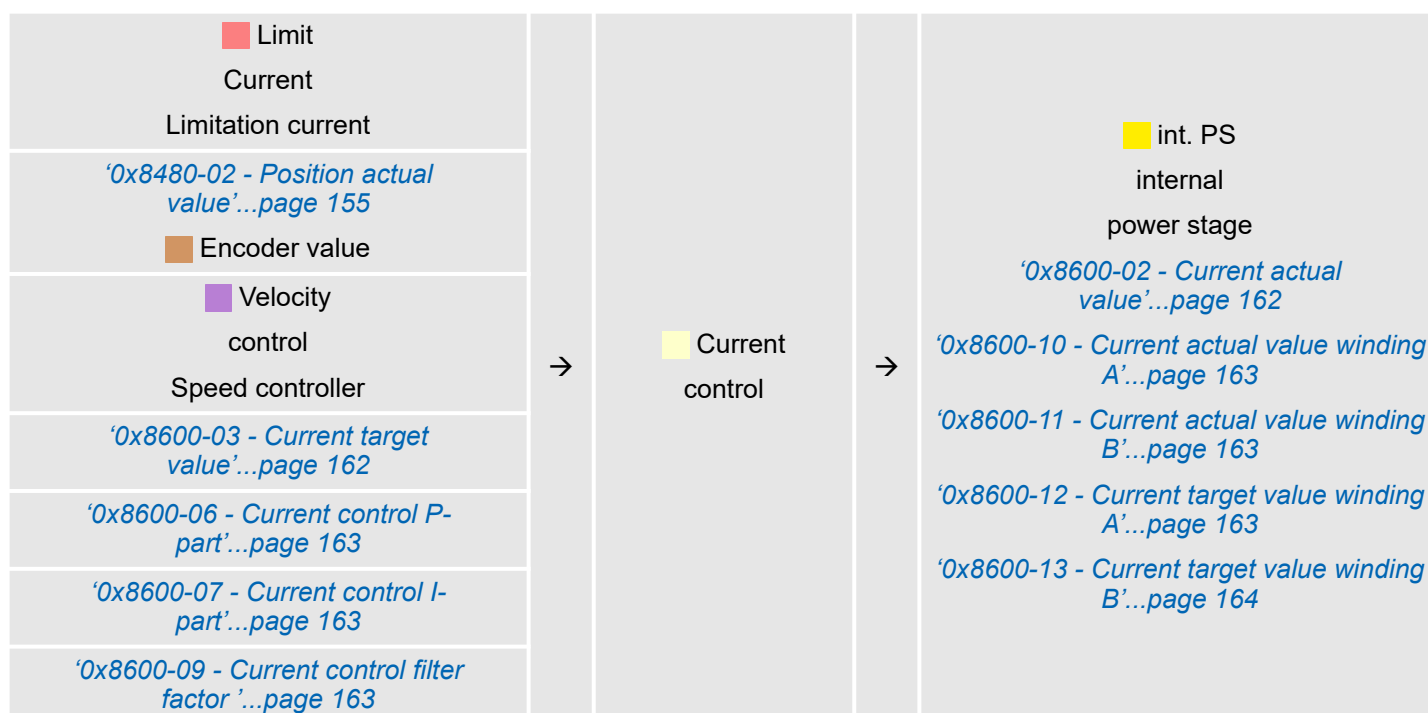 Limit
Current
Limitation current
‘0x8480-02 - Position actual
value’...page 155
Encoder value
Velocity
control
Speed controller
‘0x8600-03 - Current target
value’...page 162
‘0x8600-06 - Current control P-
part’...page 163
‘0x8600-07 - Current control I-
part’...page 163
‘0x8600-09 - Current control filter
factor ’...page 163
→
Current
control
→
int. PS
internal
power stage
‘0x8600-02 - Current actual
value’...page 162
‘0x8600-10 - Current actual value winding
A’...page 163
‘0x8600-11 - Current actual value winding
B’...page 163
‘0x8600-12 - Current target value winding
A’...page 163
‘0x8600-13 - Current target value winding
B’...page 164